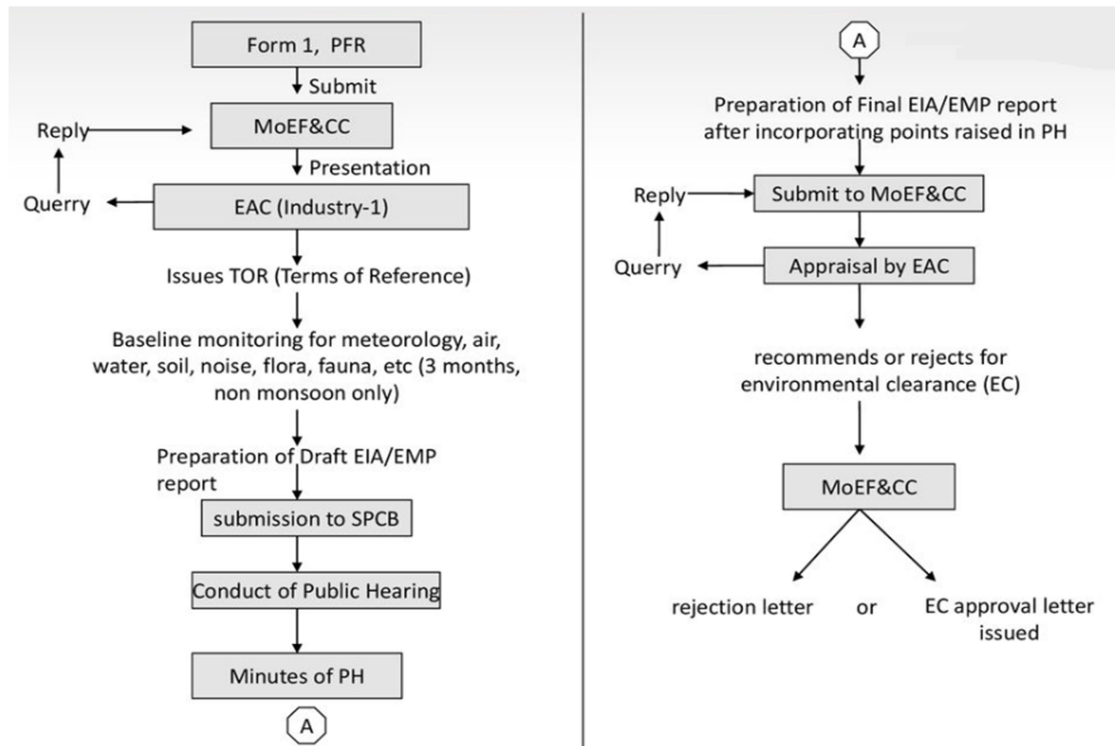 Form 1, PFR
Submit
MoEF&CC
Reply
Presentation
Querry
EAC (Industry-1)
Issues TOR (Terms of Reference)
Baseline monitoring for meteorology, air,
water, soil, noise, flora, fauna, etc (3 months,
non monsoon only)
Preparation of Draft EIA/EMP
report
submission to SPCB
Conduct of Public Hearing
Minutes of PH
A
A
Preparation of Final EIA/EMP report
after incorporating points raised in PH
Reply
Submit to MoEF&CC
Querry
Appraisal by EAC
recommends or rejects for
environmental clearance (EC)
MoEF&CC
rejection letter or EC approval letter
issued